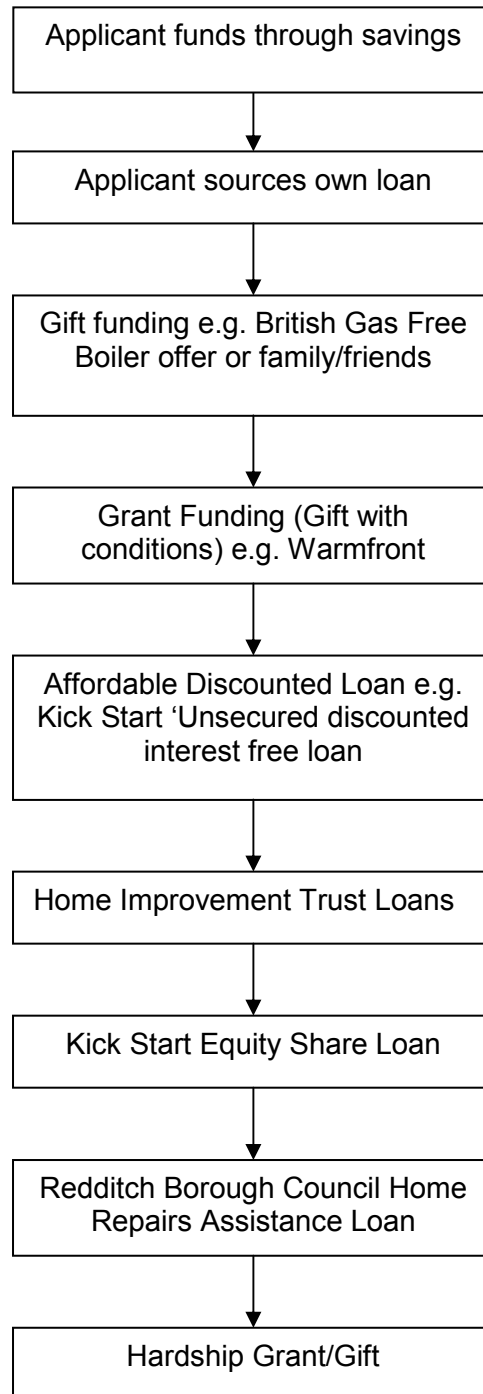 Applicant funds through savings
Applicant sources own loan
Gift funding e.g. British Gas Free
Boiler offer or family/friends
Grant Funding (Gift with
conditions) e.g. Warmfront
Affordable Discounted Loan e.g.
Kick Start ‘Unsecured discounted
interest free loan
Home Improvement Trust Loans
Kick Start Equity Share Loan
Redditch Borough Council Home
Repairs Assistance Loan
Hardship Grant/Gift